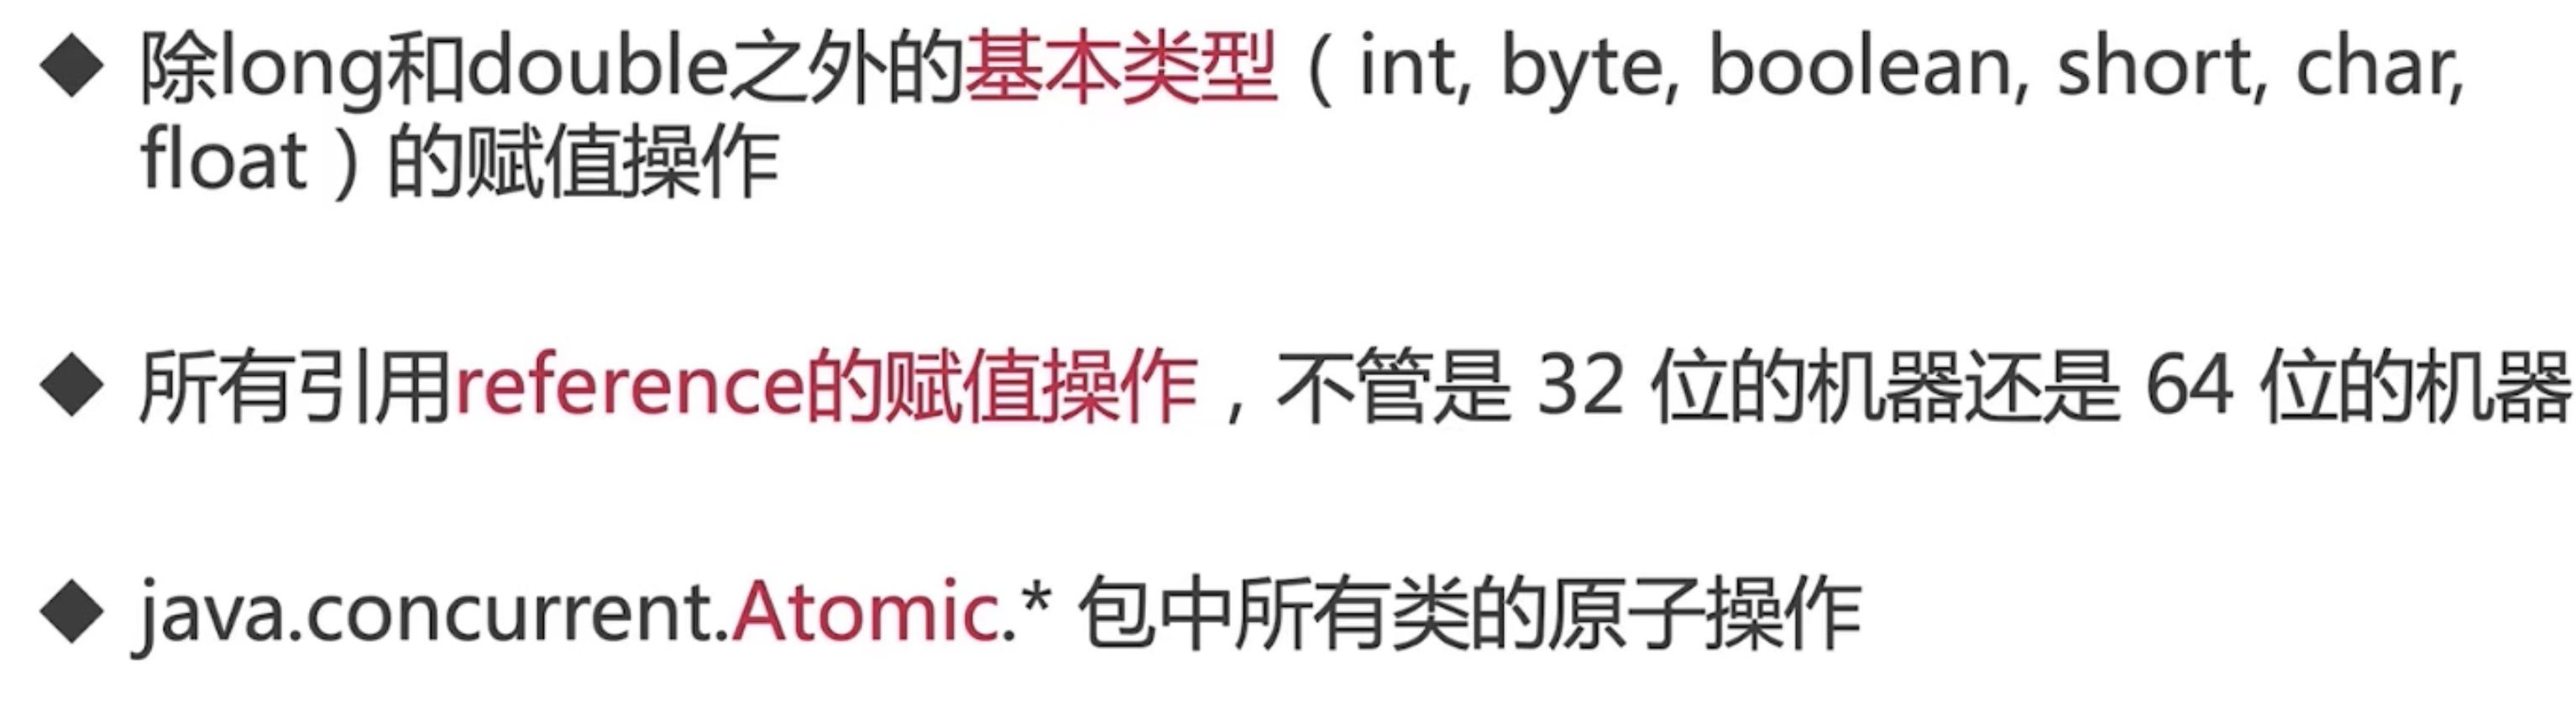 ◆ 除long和double之外的基本类型（int, byte, boolean, short, char,
float）的赋值操作
◆ 所有引用reference的赋值操作，不管是 32 位的机器还是 64 位的机器
◆ java.concurrent.Atomic.* 包中所有类的原子操作